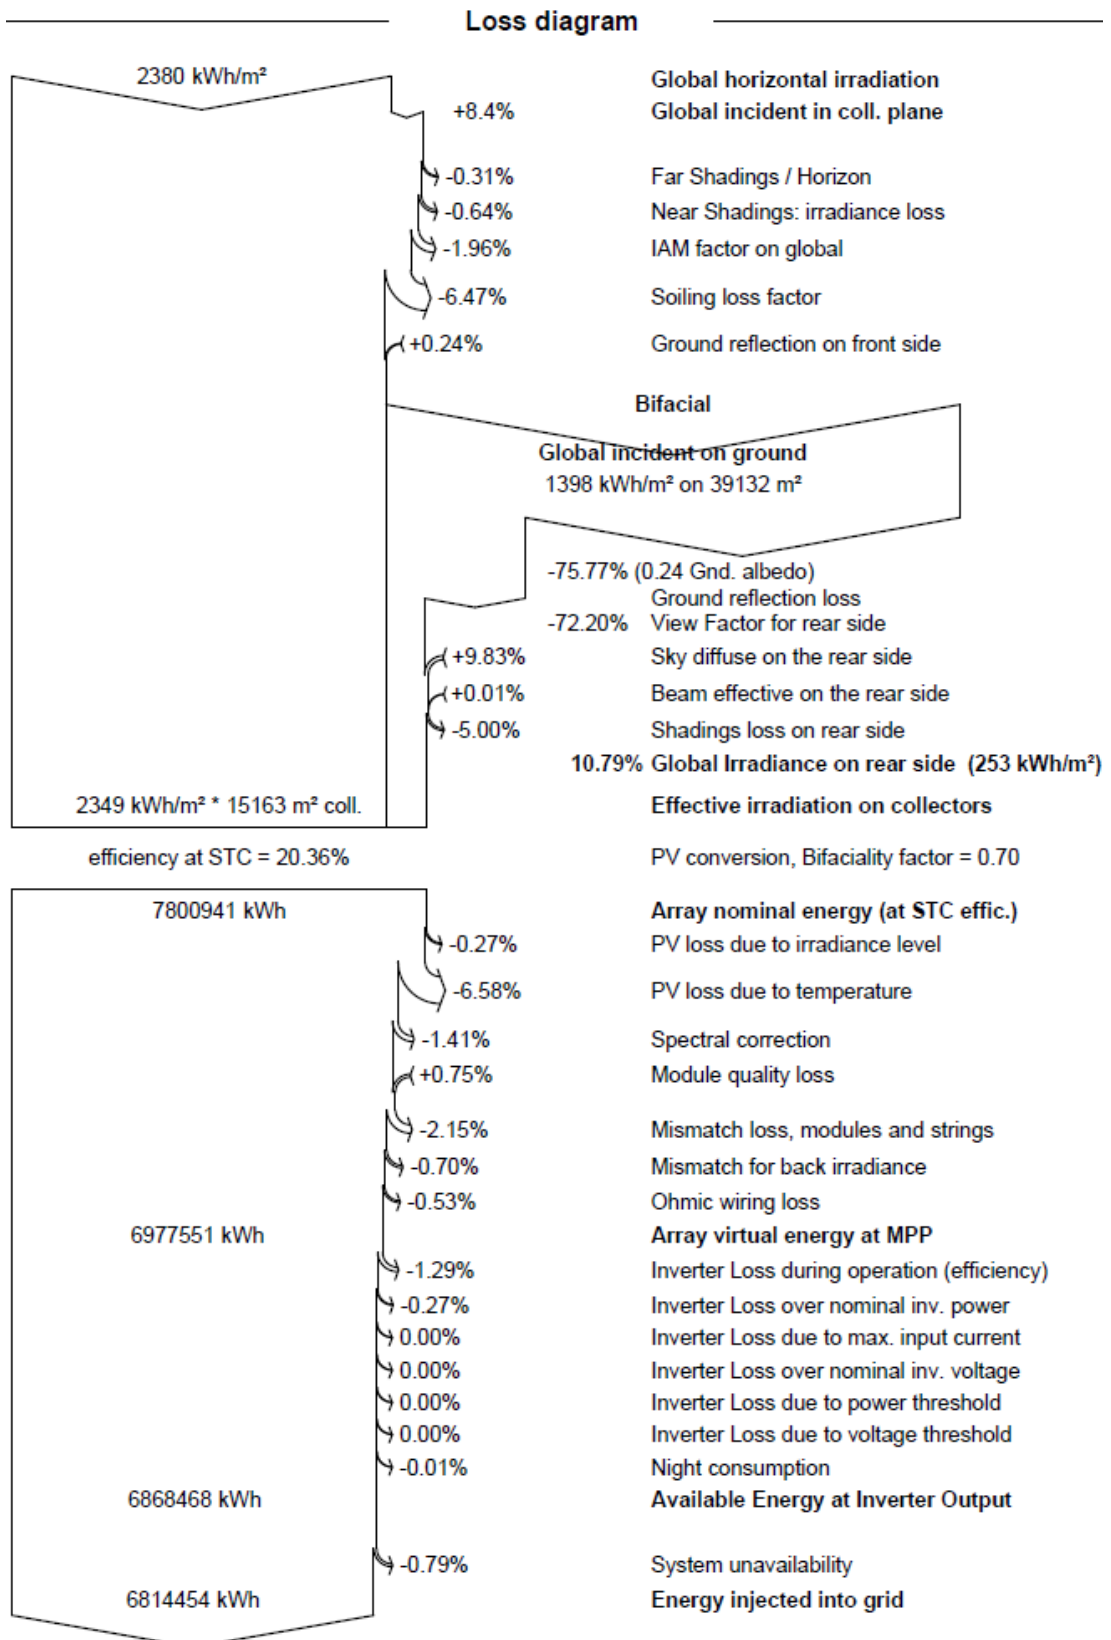 Loss diagram
2380 kWh/m² Global horizontal irradiation
+8.4% Global incident in coll. plane
-0.31% Far Shadings / Horizon
-0.64% Near Shadings: irradiance loss
-1.96% IAM factor on global
-6.47% Soiling loss factor
+0.24% Ground reflection on front side
Bifacial
Global incident on ground
1398 kWh/m² on 39132 m²
-75.77% (0.24 Gnd. albedo)
Ground reflection loss
-72.20% View Factor for rear side
+9.83% Sky diffuse on the rear side
+0.01% Beam effective on the rear side
-5.00% Shadings loss on rear side
10.79% Global Irradiance on rear side (253 kWh/m²)
2349 kWh/m² * 15163 m² coll. Effective irradiation on collectors
efficiency at STC = 20.36% PV conversion, Bifaciality factor = 0.70
7800941 kWh Array nominal energy (at STC effic.)
-0.27% PV loss due to irradiance level
-6.58% PV loss due to temperature
-1.41% Spectral correction
+0.75% Module quality loss
-2.15% Mismatch loss, modules and strings
-0.70% Mismatch for back irradiance
-0.53% Ohmic wiring loss
6977551 kWh Array virtual energy at MPP
-1.29% Inverter Loss during operation (efficiency)
-0.27% Inverter Loss over nominal inv. power
0.00% Inverter Loss due to max. input current
0.00% Inverter Loss over nominal inv. voltage
0.00% Inverter Loss due to power threshold
0.00% Inverter Loss due to voltage threshold
-0.01% Night consumption
6868468 kWh Available Energy at Inverter Output
-0.79% System unavailability
6814454 kWh Energy injected into grid